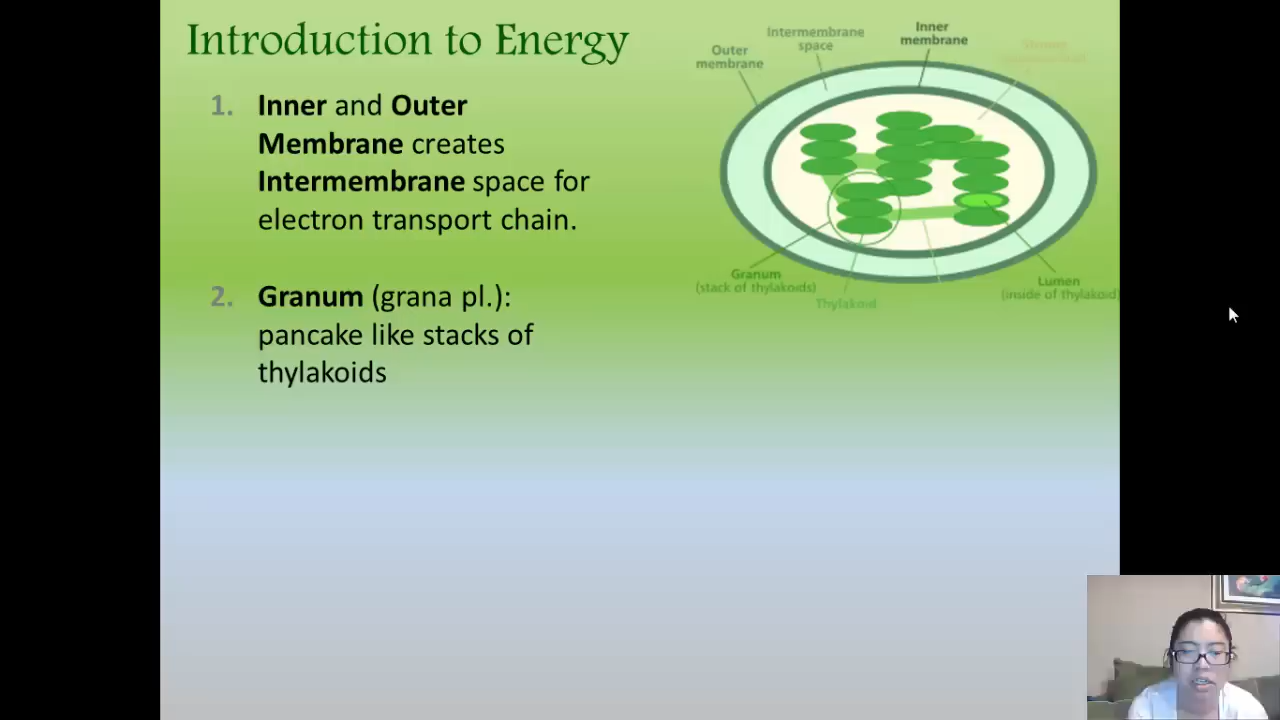 Introduction to Energy
1. Inner and Outer
Membrane creates
Intermembrane space for
electron transport chain.
2. Granum (grana pl.):
pancake like stacks of
thylakoids
Outer
membrane
Intermembrane
space
Inner
membrane
Granum
(stack of thylakoids)
Thylakoid
Lumen
(inside of thylakoid)